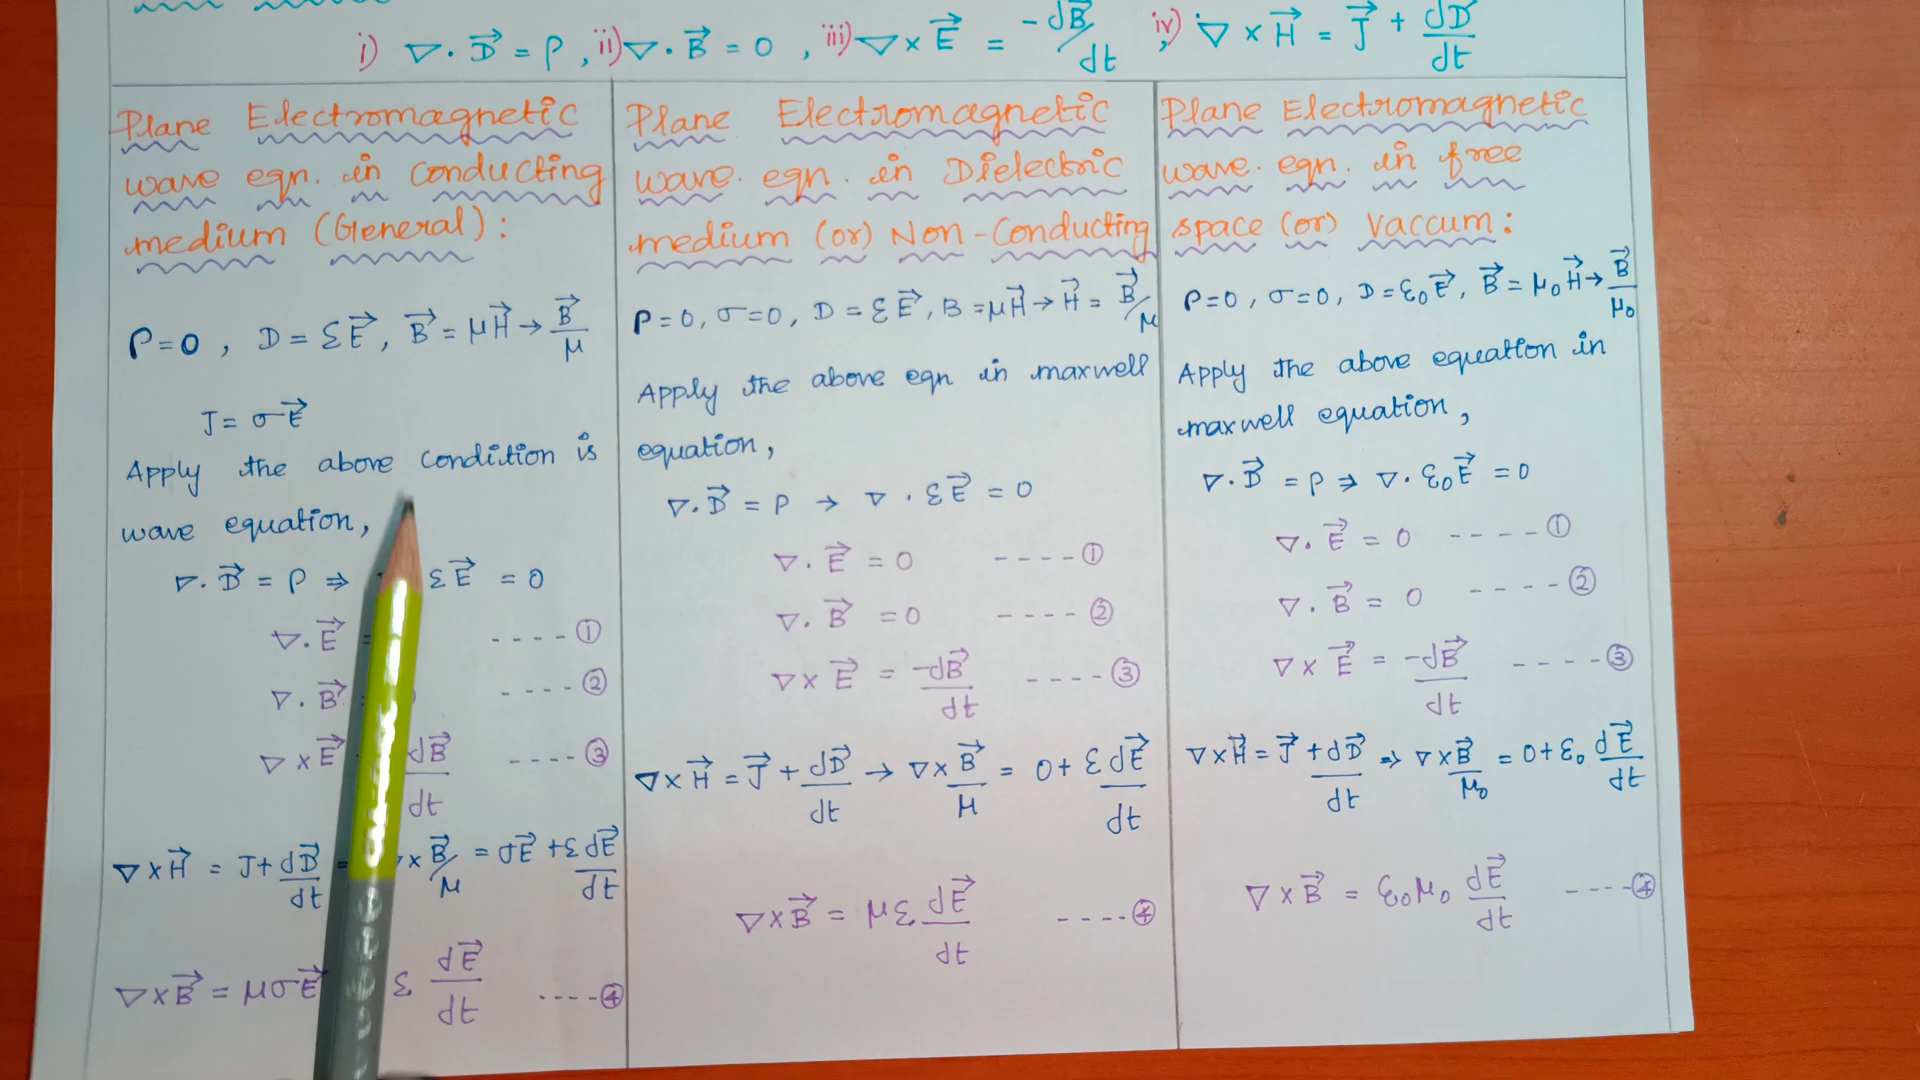 i) ∇·D⃗ = ρ, ii) ∇·B⃗ = 0, iii) ∇×E⃗ = -dB⃗/dt, iv) ∇×H⃗ = J⃗ + dD⃗/dt
Plane Electromagnetic
wave eqn. in conducting
medium (General):
ρ=0, D=εE⃗, B⃗=μH⃗→B⃗/μ
J=σE⃗
Apply the above condition is
wave equation,
∇·D⃗ = ρ ⇒ εE⃗ = 0
∇·E⃗ ----①
∇·B⃗ ----②
∇×E⃗ dB⃗/dt ----③
∇×H⃗ = J+dD⃗/dt ×B⃗/μ = σE⃗+εdE⃗/dt
∇×B⃗ = μσE⃗ ε dE⃗/dt ----④
Plane Electromagnetic
wave. eqn. in Dielectric
medium (or) Non-Conducting
ρ=0, σ=0, D=εE⃗, B=μH⃗→H⃗=B⃗/μ
Apply the above eqn in maxwell
equation,
∇·D⃗ = ρ → ∇·εE⃗ = 0
∇·E⃗ = 0 ----①
∇·B⃗ = 0 ----②
∇×E⃗ = -dB⃗/dt ----③
∇×H⃗ = J⃗+dD⃗/dt → ∇×B⃗/μ = 0+εdE⃗/dt
∇×B⃗ = με dE⃗/dt ----④
Plane Electromagnetic
wave. eqn. in free
space (or) Vaccum:
ρ=0, σ=0, D=ε₀E⃗, B⃗=μ₀H⃗→B⃗/μ₀
Apply the above equation in
maxwell equation,
∇·B⃗ = ρ ⇒ ∇·ε₀E⃗ = 0
∇·E⃗ = 0 ----①
∇·B⃗ = 0 ----②
∇×E⃗ = -dB⃗/dt ----③
∇×H⃗ = J⃗+dD⃗/dt ⇒ ∇×B⃗/μ₀ = 0+ε₀ dE⃗/dt
∇×B⃗ = ε₀μ₀ dE⃗/dt ----④